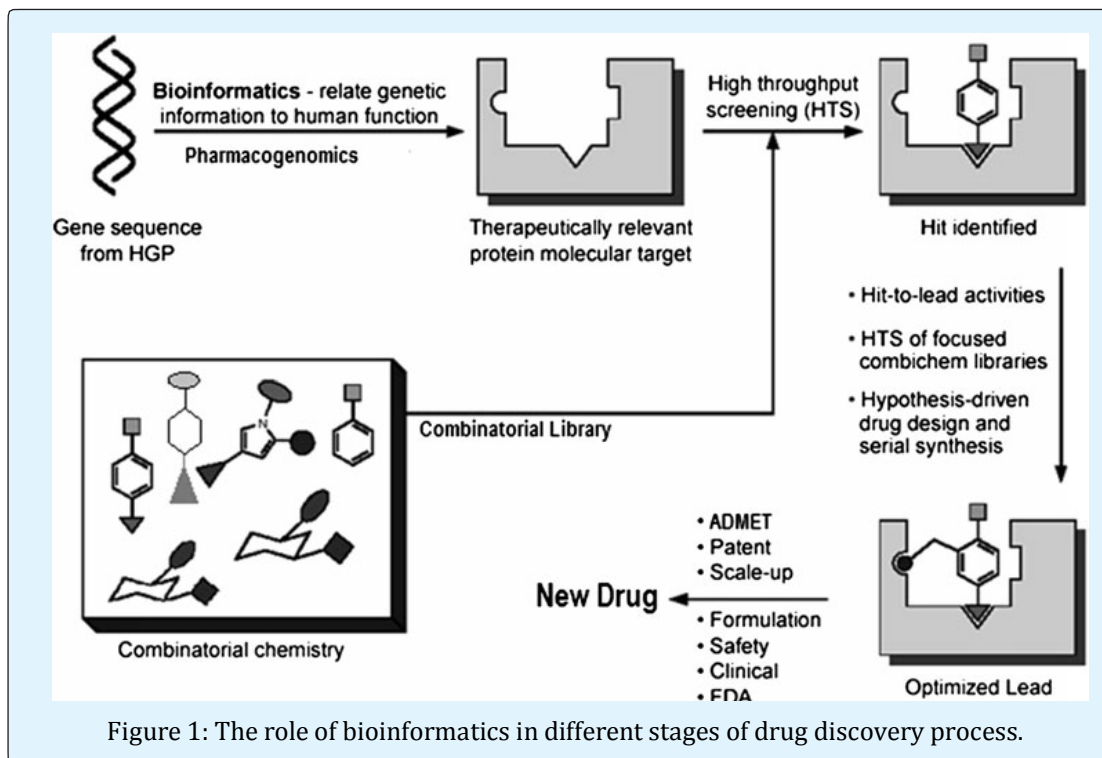 Bioinformatics - relate genetic
information to human function
Pharmacogenomics
Gene sequence
from HGP
Therapeutically relevant
protein molecular target
High throughput
screening (HTS)
Hit identified
• Hit-to-lead activities
• HTS of focused
combichem libraries
• Hypothesis-driven
drug design and
serial synthesis
N
Combinatorial Library
Combinatorial chemistry
• ADMET
• Patent
• Scale-up
New Drug
• Formulation
• Safety
• Clinical
• FDA
Optimized Lead
Figure 1: The role of bioinformatics in different stages of drug discovery process.